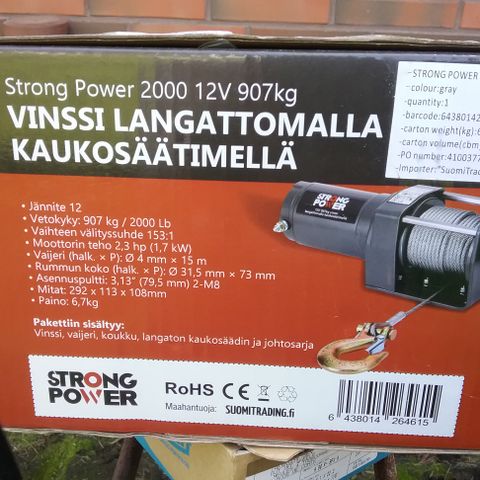 Strong Power 2000 12V 907kg
VINSSI LANGATTOMALLA
KAUKOSÄÄTIMELLÄ
• Jännite 12
• Vetokyky: 907 kg / 2000 Lb
• Vaihteen välityssuhde 153:1
• Moottorin teho 2,3 hp (1,7 kW)
• Vaijeri (halk. × P): Ø 4 mm × 15 m
• Rummun koko (halk. × P): Ø 31,5 mm × 73 mm
• Asennuspultti: 3,13" (79,5 mm) 2-M8
• Mitat: 292 x 113 x 108mm
• Paino: 6,7kg
Pakettiin sisältyy:
Vinssi, vaijeri, koukku, langaton kaukosäädin ja johtosarja
STRONG
POWER
RoHS CE
Maahantuoja: SUOMITRADING.fi
6 438014 264615
-STRONG POWER
-colour:gray
-quantity:1
-barcode:64380142
-carton weight(kg):6
-carton volume(cbm)
-PO number:4100377
-Importer:"SuomiTrad
STRONG
POWER